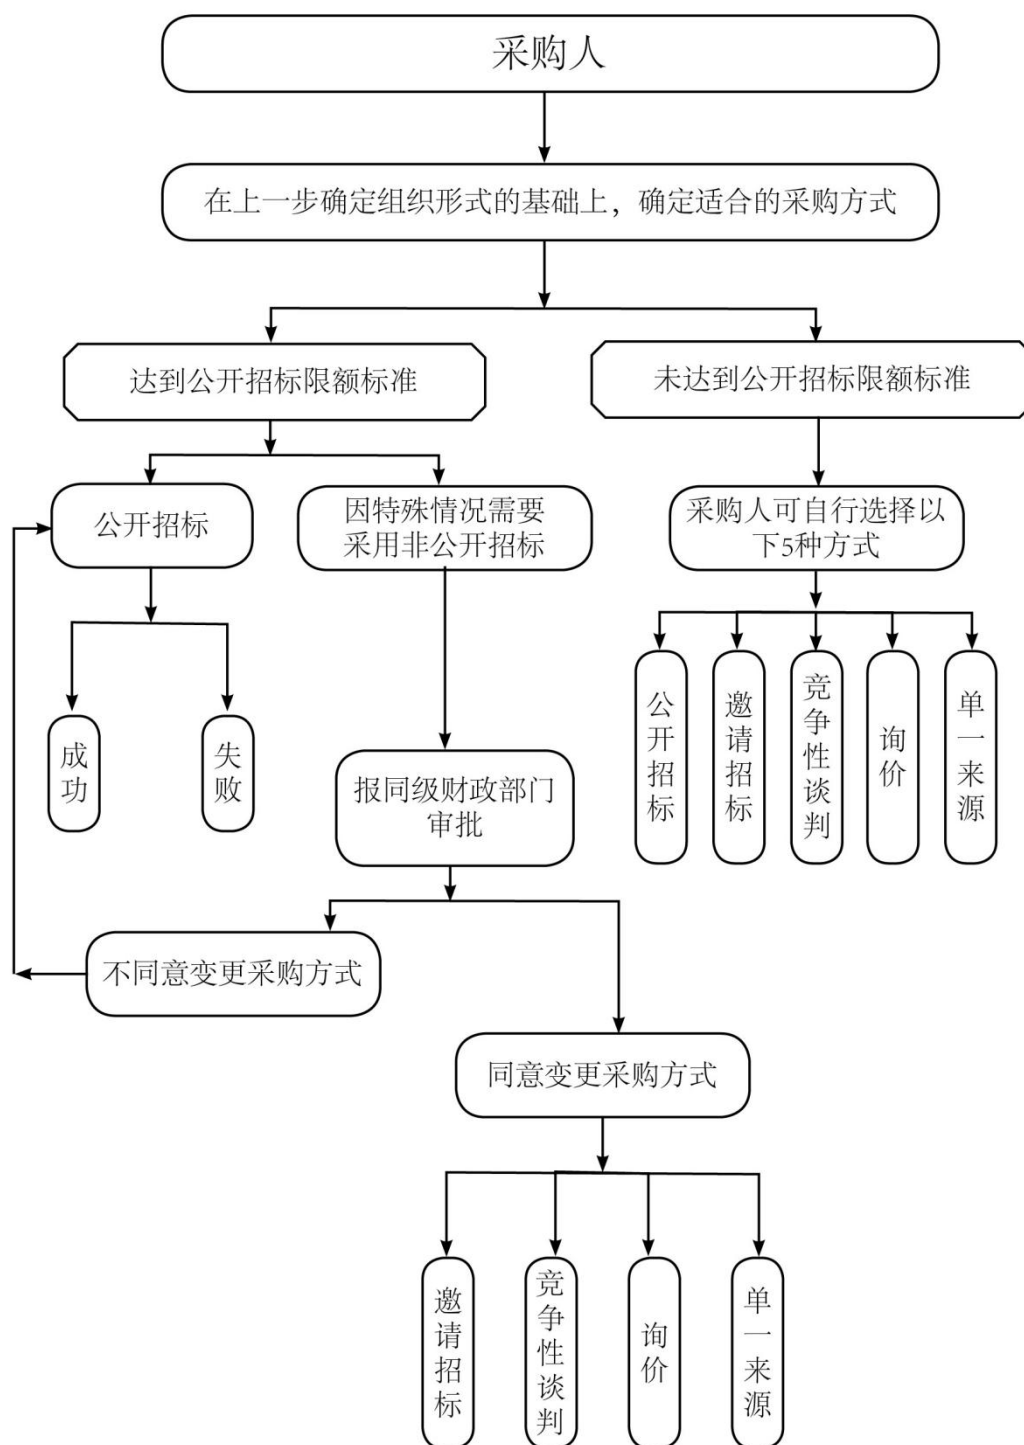 采购人
在上一步确定组织形式的基础上，确定适合的采购方式
达到公开招标限额标准
未达到公开招标限额标准
公开招标
因特殊情况需要
采用非公开招标
采购人可自行选择以
下5种方式
成功
失败
公开招标
邀请招标
竞争性谈判
询价
单一来源
报同级财政部门
审批
不同意变更采购方式
同意变更采购方式
邀请招标
竞争性谈判
询价
单一来源